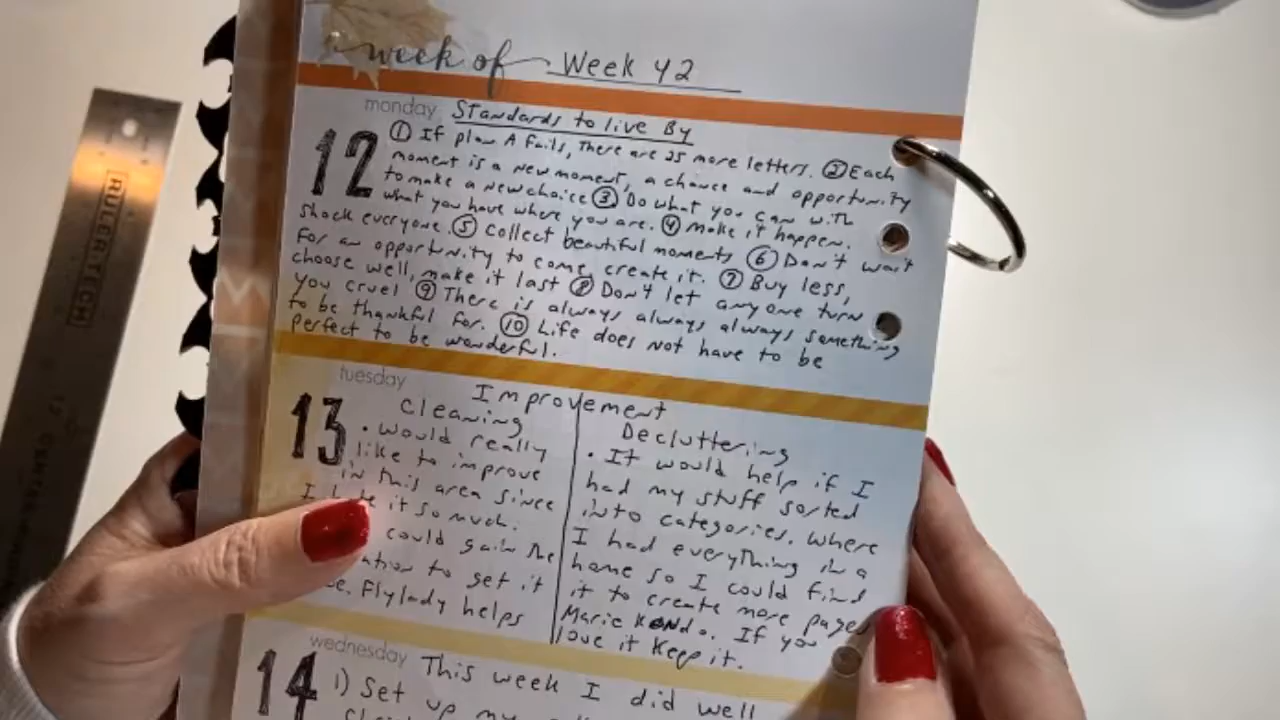 week of Week 42
monday Standards to live By
12 ① If plan A fails, There are 25 more letters. ② Each
moment is a new moment, a chance and opportunity
to make a new choice ③ Do what you can with
what you have where you are. ④ make it happen.
Shock everyone. ⑤ Collect beautiful moments ⑥ Don't wait
For an opportunity to come, create it. ⑦ Buy less,
choose well, make it last ⑧ Don't let anyone turn
you cruel ⑨ There is always always always something
to be thankful for. ⑩ Life does not have to be
perfect to be wonderful.
tuesday Improvement
13 Cleaning
• would really
like to improve
in this area since
I it so much.
could gain the
to get it
Flylady helps
Decluttering
• It would help if I
had my stuff sorted
into categories. Where
I had everything in a
home so I could find
it to create more pages
Marie Kondo. If you
love it Keep it.
wednesday This week I did well
14 1) Set up my
RULER.TECH